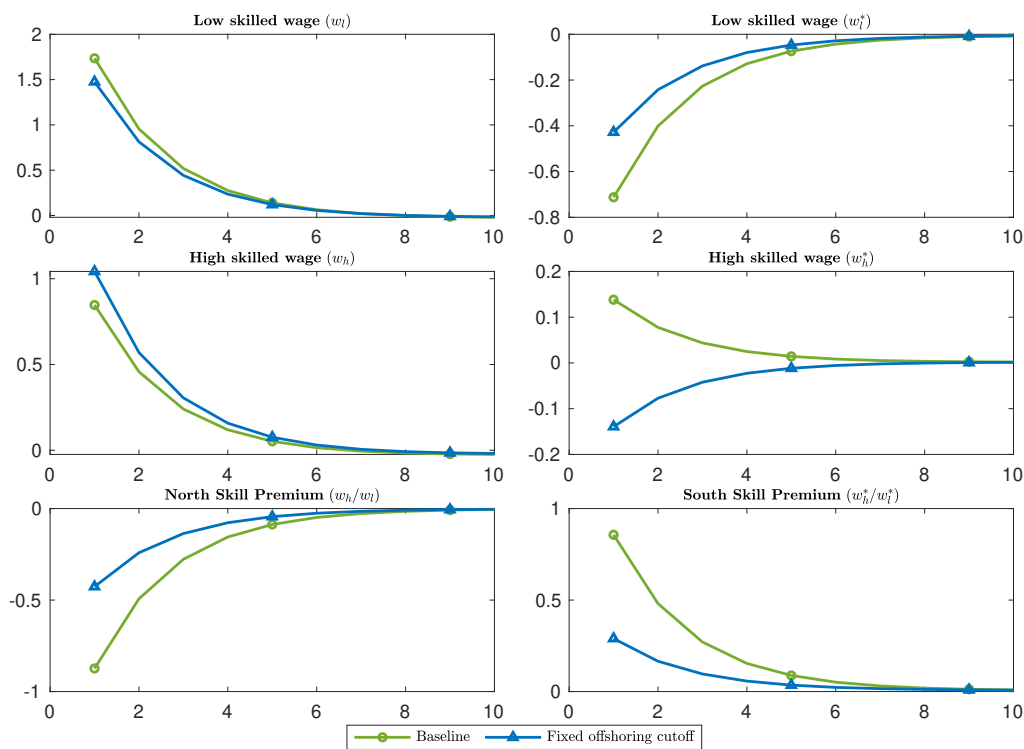 Low skilled wage (w_l)
2
1.5
1
0.5
0
0 2 4 6 8 10
Low skilled wage (w_l^*)
0
-0.2
-0.4
-0.6
-0.8
0 2 4 6 8 10
High skilled wage (w_h)
1
0.5
0
0 2 4 6 8 10
High skilled wage (w_h^*)
0.2
0.1
0
-0.1
-0.2
0 2 4 6 8 10
North Skill Premium (w_h/w_l)
0
-0.5
-1
0 2 4 6 8 10
South Skill Premium (w_h^*/w_l^*)
1
0.5
0
0 2 4 6 8 10
Baseline Fixed offshoring cutoff